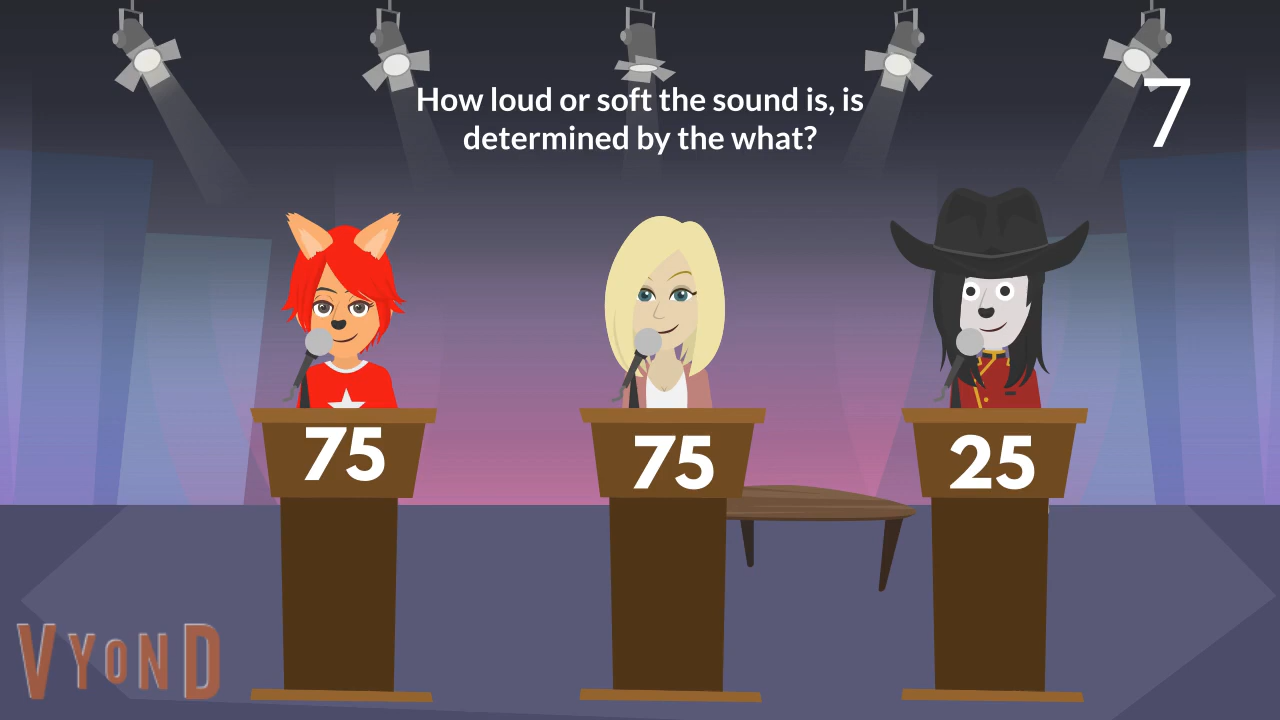 How loud or soft the sound is, is
determined by the what?
7
75
75
25
VYOND